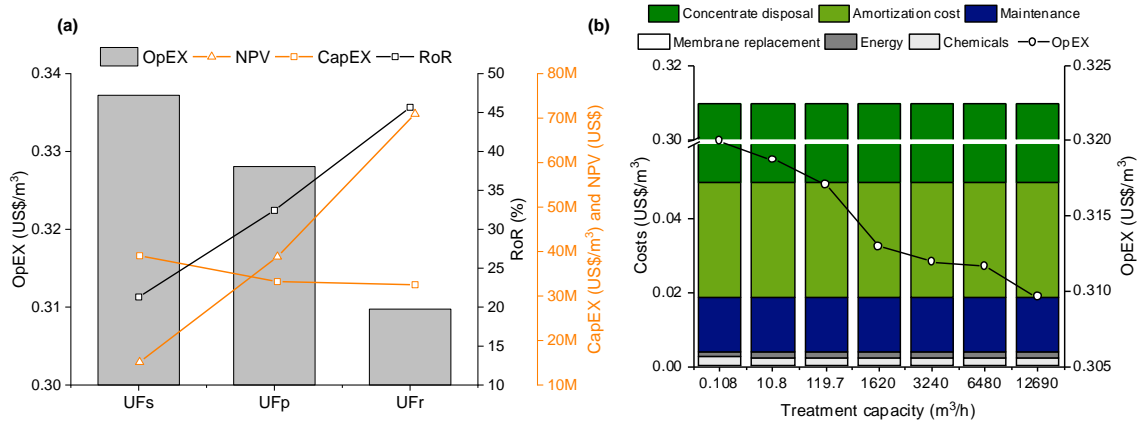 (a)
OpEX NPV CapEX RoR
OpEX (US$/m³)
0.34
0.33
0.32
0.31
0.30
UFs UFp UFr
50
45
40
35
30
25
20
15
10
RoR (%)
80M
70M
60M
50M
40M
30M
20M
10M
CapEX (US$/m³) and NPV (US$)
(b)
Concentrate disposal Amortization cost Maintenance
Membrane replacement Energy Chemicals OpEX
Costs (US$/m³)
0.32
0.30
0.04
0.02
0.00
0.108 10.8 119.7 1620 3240 6480 12690
Treatment capacity (m³/h)
0.325
0.320
0.315
0.310
0.305
OpEX (US$/m³)